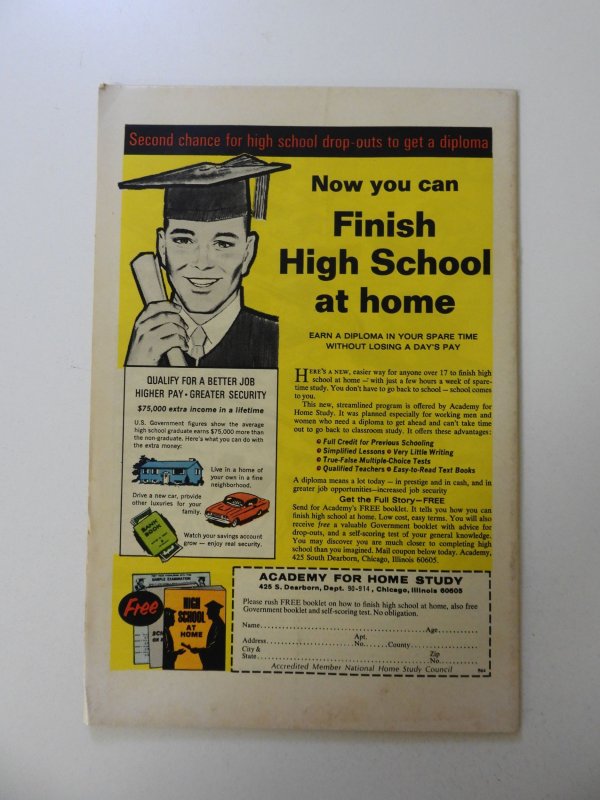 Second chance for high school drop-outs to get a diploma
Now you can
Finish
High School
at home
EARN A DIPLOMA IN YOUR SPARE TIME
WITHOUT LOSING A DAY'S PAY
QUALIFY FOR A BETTER JOB
HIGHER PAY • GREATER SECURITY
$75,000 extra income in a lifetime
U.S. Government figures show the average
high school graduate earns $75,000 more than
the non-graduate. Here's what you can do with
the extra money:
Live in a home of
your own in a fine
neighborhood.
Drive a new car, provide
other luxuries for your
family.
BANK
BOOK
Watch your savings account
grow — enjoy real security.
HERE'S A NEW, easier way for anyone over 17 to finish high
school at home — with just a few hours a week of spare-
time study. You don't have to go back to school — school comes
to you.
This new, streamlined program is offered by Academy for
Home Study. It was planned especially for working men and
women who need a diploma to get ahead and can't take time
out to go back to classroom study. It offers these advantages:
Full Credit for Previous Schooling
Simplified Lessons Very Little Writing
True-False Multiple-Choice Tests
Qualified Teachers Easy-to-Read Text Books
A diploma means a lot today — in prestige and in cash, and in
greater job opportunities—increased job security
Get the Full Story—FREE
Send for Academy's FREE booklet. It tells you how you can
finish high school at home. Low cost, easy terms. You will also
receive free a valuable Government booklet with advice for
drop-outs, and a self-scoring test of your general knowledge.
You may discover you are much closer to completing high
school than you imagined. Mail coupon below today. Academy,
425 South Dearborn, Chicago, Illinois 60605.
Free
SAMPLE EXAMINATION
HIGH
SCHOOL
AT
HOME
ACADEMY FOR HOME STUDY
425 S. Dearborn, Dept. 90-914, Chicago, Illinois 60605
Please rush FREE booklet on how to finish high school at home, also free
Government booklet and self-scoring test. No obligation.
Name Age
Address Apt. No. County
City & State Zip No.
Accredited Member National Home Study Council